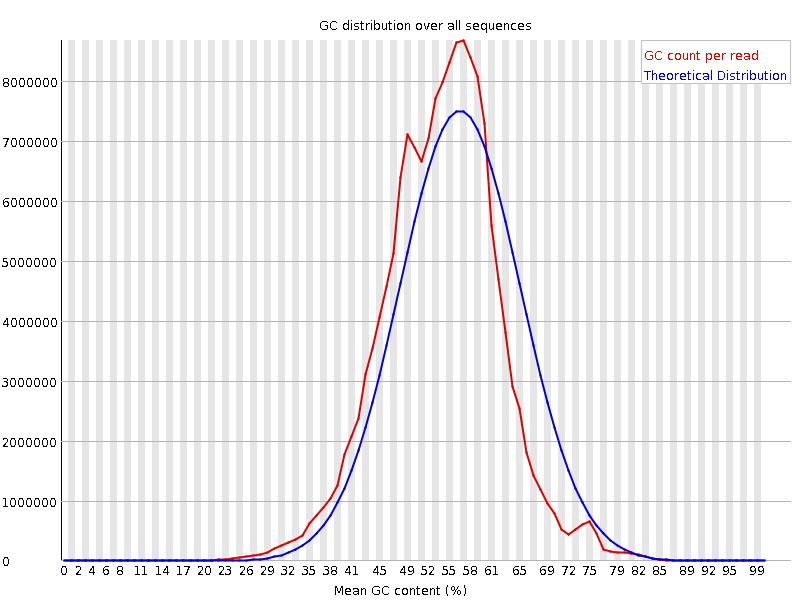 GC distribution over all sequences
GC count per read
Theoretical Distribution
8000000
7000000
6000000
5000000
4000000
3000000
2000000
1000000
0
0 2 4 6 8 11 14 17 20 23 26 29 32 35 38 41 45 49 52 55 58 61 65 69 72 75 79 82 85 89 92 95 99
Mean GC content (%)